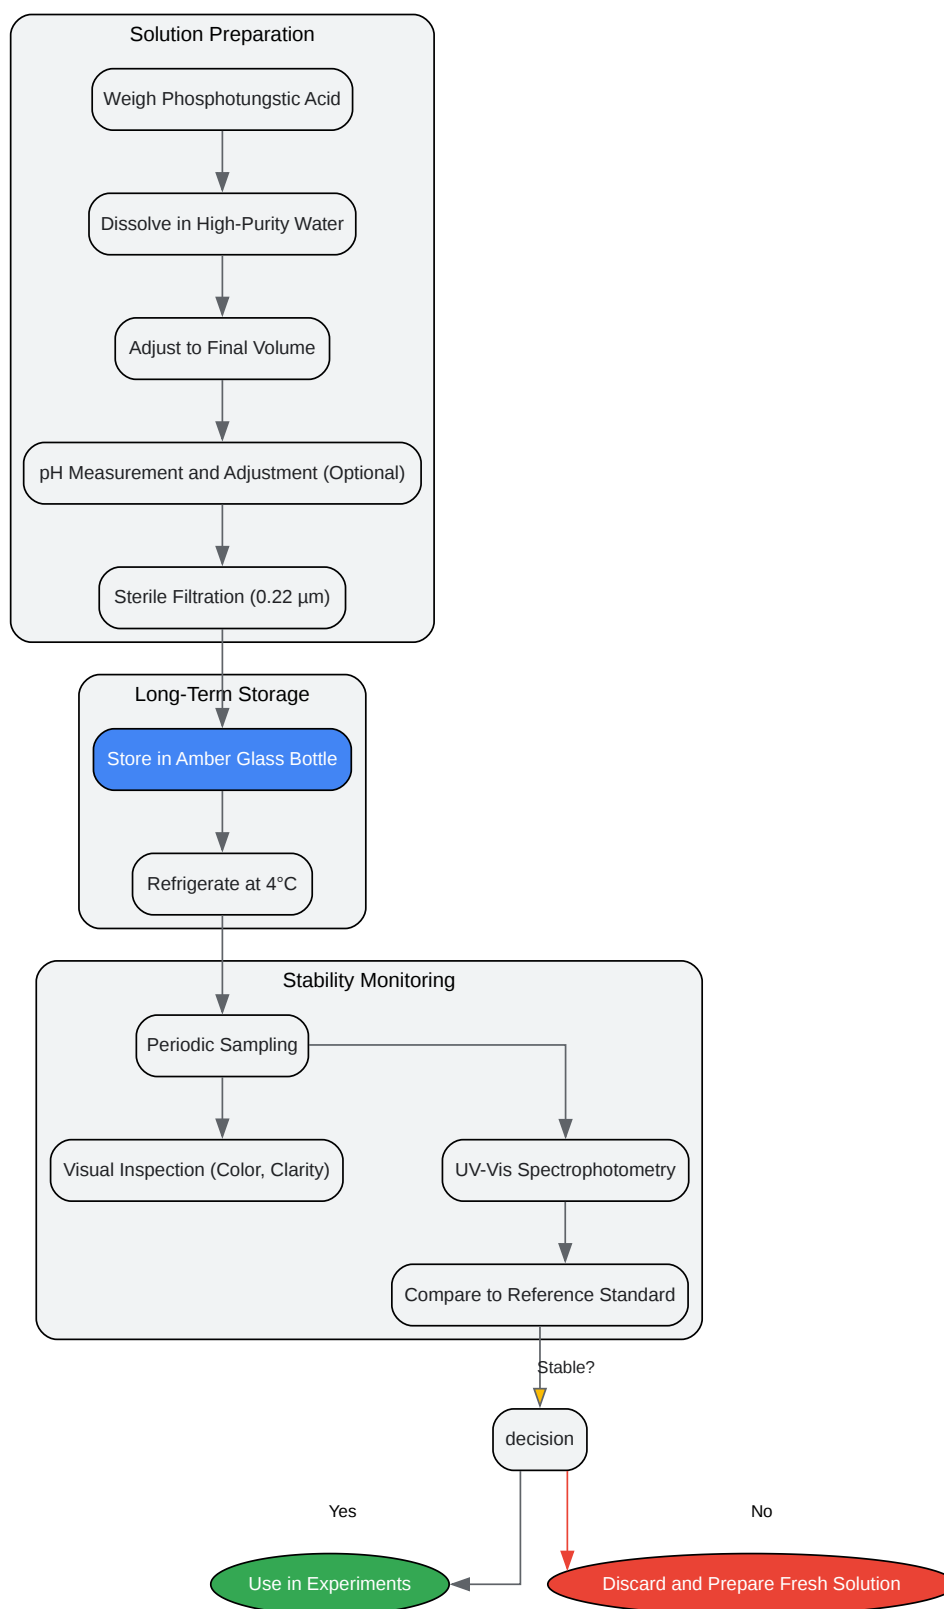 Solution Preparation
Weigh Phosphotungstic Acid
Dissolve in High-Purity Water
Adjust to Final Volume
pH Measurement and Adjustment (Optional)
Sterile Filtration (0.22 µm)
Long-Term Storage
Store in Amber Glass Bottle
Refrigerate at 4°C
Stability Monitoring
Periodic Sampling
Visual Inspection (Color, Clarity)
UV-Vis Spectrophotometry
Compare to Reference Standard
Stable?
decision
Yes
No
Use in Experiments
Discard and Prepare Fresh Solution